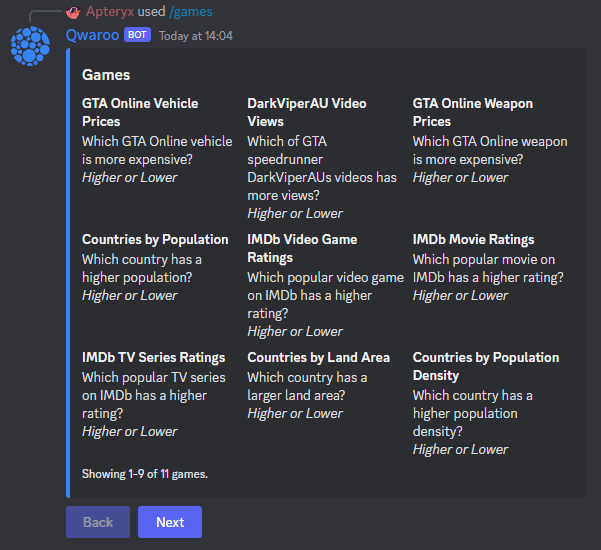 Apteryx used /games
Qwaroo BOT Today at 14:04
Games
GTA Online Vehicle
Prices
Which GTA Online vehicle
is more expensive?
Higher or Lower
DarkViperAU Video
Views
Which of GTA
speedrunner
DarkViperAUs videos has
more views?
Higher or Lower
GTA Online Weapon
Prices
Which GTA Online weapon
is more expensive?
Higher or Lower
Countries by Population
Which country has a
higher population?
Higher or Lower
IMDb Video Game
Ratings
Which popular video game
on IMDb has a higher
rating?
Higher or Lower
IMDb Movie Ratings
Which popular movie on
IMDb has a higher rating?
Higher or Lower
IMDb TV Series Ratings
Which popular TV series
on IMDb has a higher
rating?
Higher or Lower
Countries by Land Area
Which country has a
larger land area?
Higher or Lower
Countries by Population
Density
Which country has a
higher population
density?
Higher or Lower
Showing 1-9 of 11 games.
Back
Next